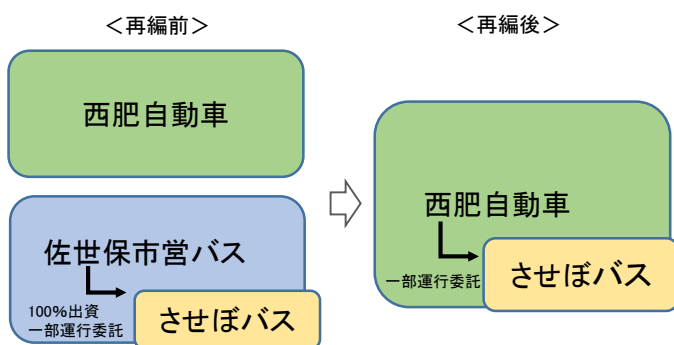 ＜再編前＞
西肥自動車
佐世保市営バス
100%出資
一部運行委託
させぼバス
＜再編後＞
西肥自動車
一部運行委託
させぼバス